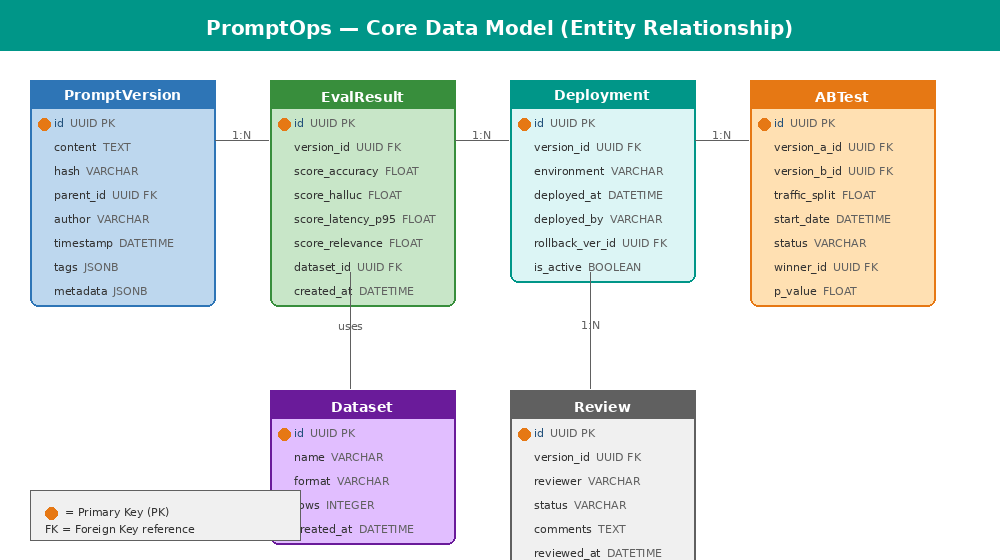 PromptOps — Core Data Model (Entity Relationship)
PromptVersion
id UUID PK
content TEXT
hash VARCHAR
parent_id UUID FK
author VARCHAR
timestamp DATETIME
tags JSONB
metadata JSONB
1:N
EvalResult
id UUID PK
version_id UUID FK
score_accuracy FLOAT
score_halluc FLOAT
score_latency_p95 FLOAT
score_relevance FLOAT
dataset_id UUID FK
created_at DATETIME
1:N
Deployment
id UUID PK
version_id UUID FK
environment VARCHAR
deployed_at DATETIME
deployed_by VARCHAR
rollback_ver_id UUID FK
is_active BOOLEAN
1:N
ABTest
id UUID PK
version_a_id UUID FK
version_b_id UUID FK
traffic_split FLOAT
start_date DATETIME
status VARCHAR
winner_id UUID FK
p_value FLOAT
uses
1:N
Dataset
id UUID PK
name VARCHAR
format VARCHAR
ows INTEGER
reated_at DATETIME
Review
id UUID PK
version_id UUID FK
reviewer VARCHAR
status VARCHAR
comments TEXT
reviewed_at DATETIME
= Primary Key (PK)
FK = Foreign Key reference